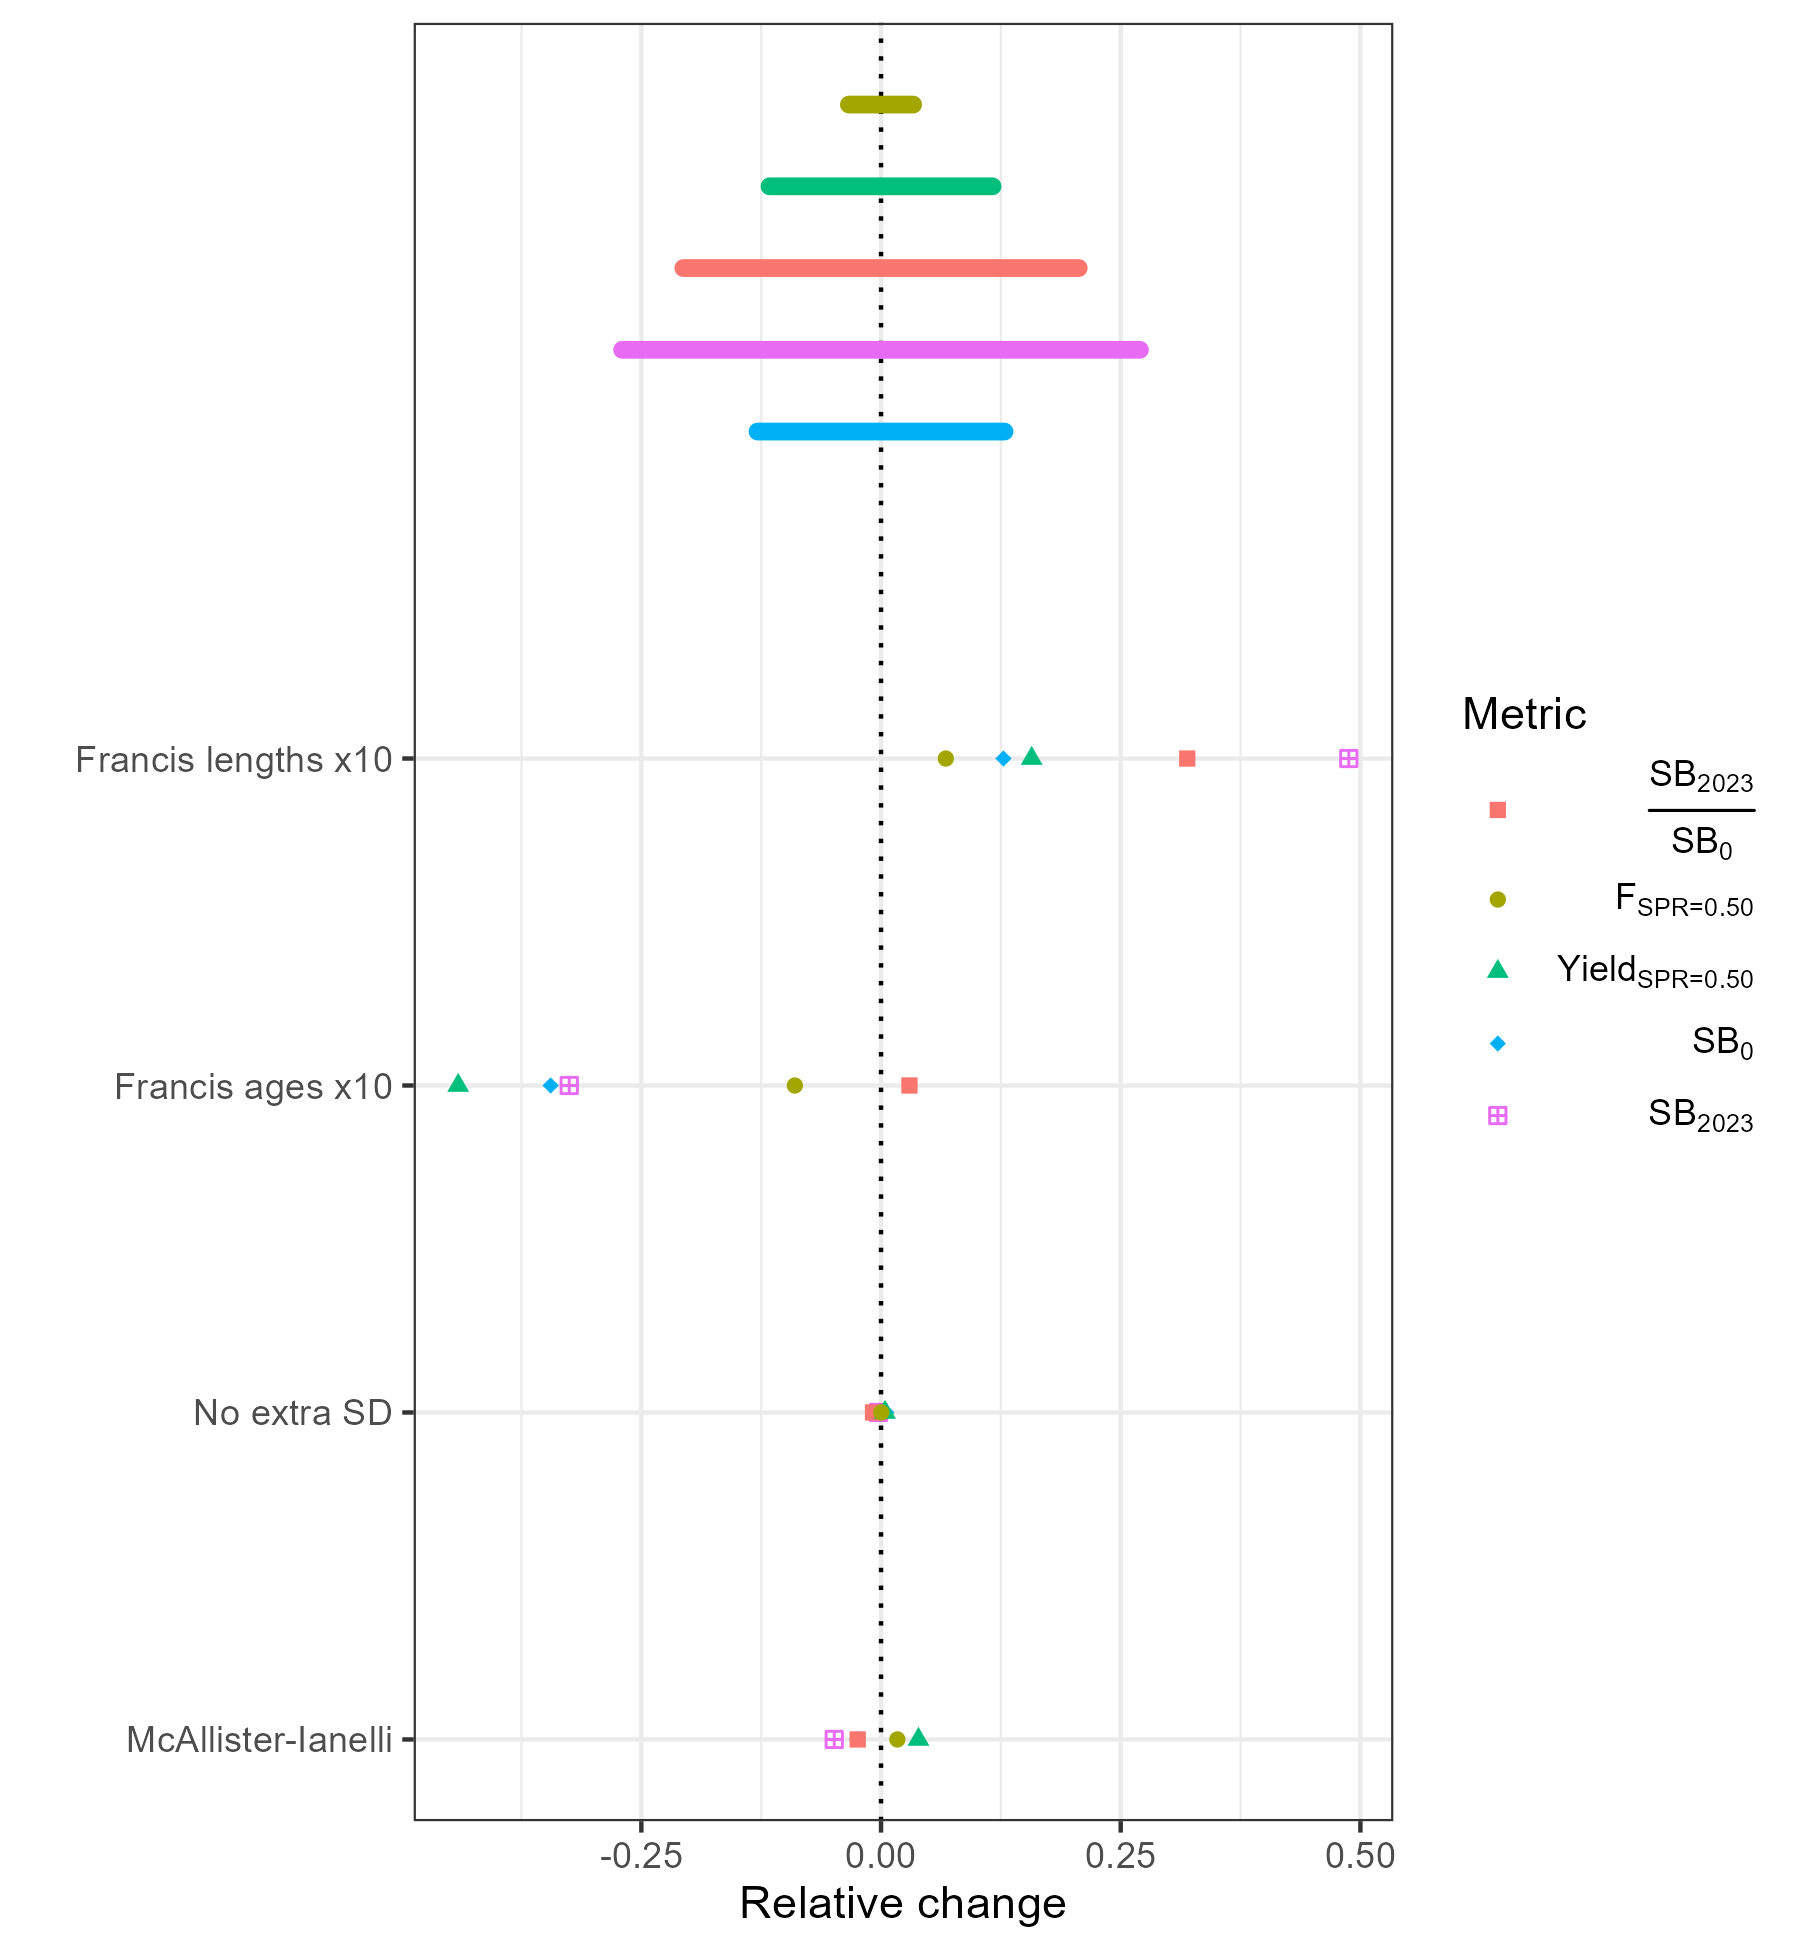 Francis lengths x10
Francis ages x10
No extra SD
McAllister-Ianelli
-0.25 0.00 0.25 0.50
Relative change
Metric
SB2023
SB0
FSPR=0.50
YieldSPR=0.50
SB0
SB2023